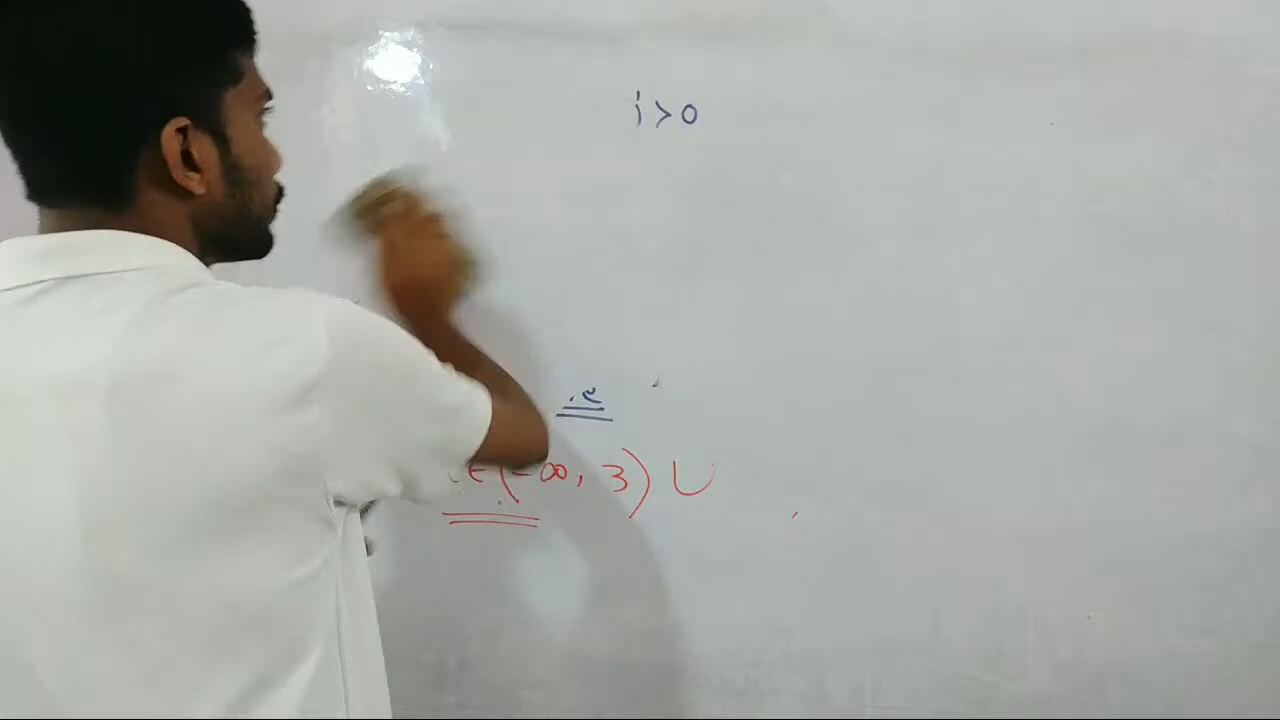 i > 0
∈ (-∞, 3) ∪